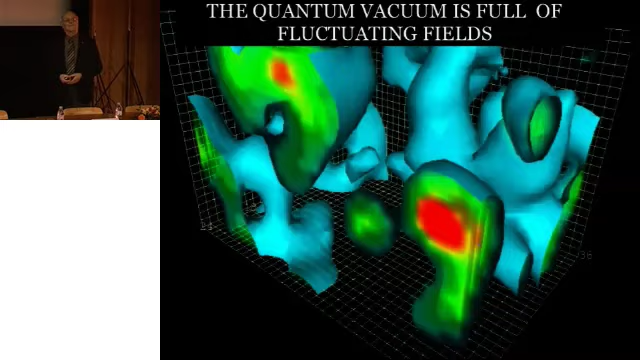 THE QUANTUM VACUUM IS FULL OF
FLUCTUATING FIELDS